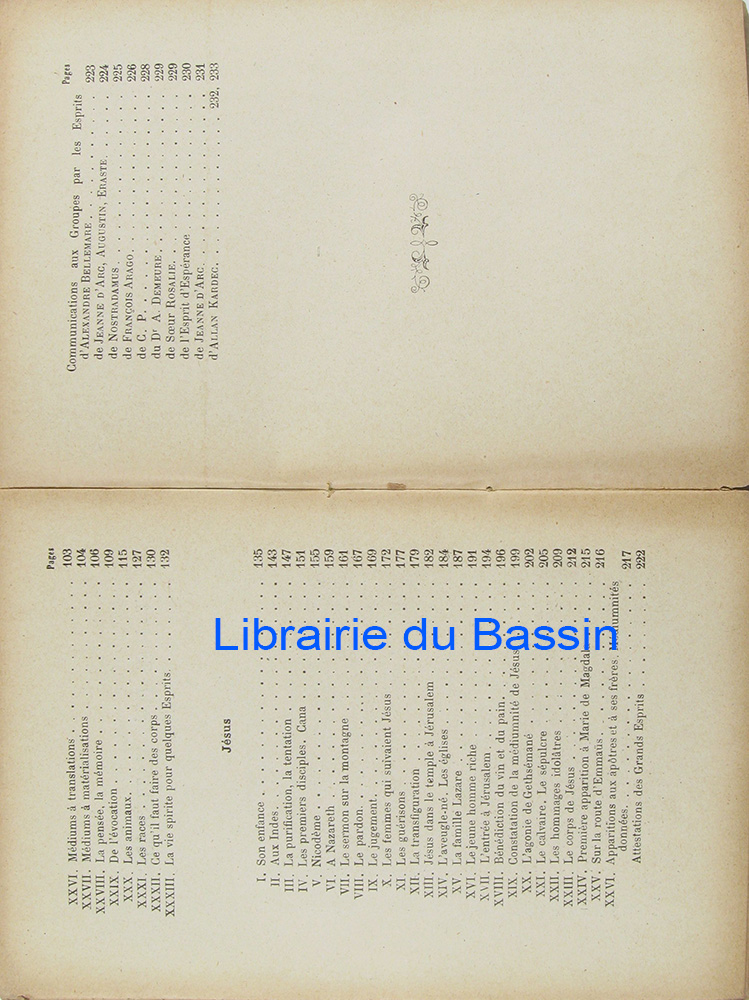 Pages
XXVI. Médiums à translations . . . . . . . . . 103
XXVII. Médiums à matérialisations . . . . . . . . 104
XXVIII. La pensée, la mémoire . . . . . . . . . . 106
XXIX. De l'évocation . . . . . . . . . . . . 109
XXX. Les animaux. . . . . . . . . . . . . 115
XXXI. Les races . . . . . . . . . . . . . . 127
XXXII. Ce qu'il faut faire des corps . . . . . . . 130
XXXIII. La vie spirite pour quelques Esprits. . . . . 132
Jésus
I. Son enfance . . . . . . . . . . . . . 135
II. Aux Indes. . . . . . . . . . . . . . 143
III. La purification, la tentation . . . . . . . 147
IV. Les premiers disciples. Cana . . . . . . . 151
V. Nicodème . . . . . . . . . . . . . . 155
VI. A Nazareth . . . . . . . . . . . . . 159
VII. Le sermon sur la montagne . . . . . . . . 161
VIII. Le pardon. . . . . . . . . . . . . . 167
IX. Le jugement. . . . . . . . . . . . . 169
X. Les femmes qui suivaient Jésus . . . . . . 172
XI. Les guérisons . . . . . . . . . . . . 177
XII. La transfiguration . . . . . . . . . . . 179
XIII. Jésus dans le temple à Jérusalem . . . . . 182
XIV. L'aveugle-né. Les églises . . . . . . . . 184
XV. La famille Lazare . . . . . . . . . . . 187
XVI. Le jeune homme riche . . . . . . . . . 191
XVII. L'entrée à Jérusalem. . . . . . . . . . 194
XVIII. Bénédiction du vin et du pain. . . . . . . 196
XIX. Constatation de la médiumnité de Jésus . . . 199
XX. L'agonie de Gethsémané . . . . . . . . . 202
XXI. Le calvaire. Le sépulcre . . . . . . . . . 205
XXII. Les hommages idolâtres . . . . . . . . . 209
XXIII. Le corps de Jésus. . . . . . . . . . . 212
XXIV. Première apparition à Marie de . . . 215
XXV. Sur la route d'Emmaüs. . . . . . . . . . 216
XXVI. Apparitions aux apôtres et à ses frères.
données. . . . . . . . . . . . . . 217
Attestations des Grands Esprits . . . . . . . 222
Pages
Communications aux Groupes par les Esprits
d'ALEXANDRE BELLEMARE . . . . . . . . . 223
de JEANNE D'ARC, AUGUSTIN, ERASTE . . . . . 224
de NOSTRADAMUS . . . . . . . . . . . . 225
de FRANÇOIS ARAGO. . . . . . . . . . . 226
de C. P. . . . . . . . . . . . . . . 228
du Dr A. DEMEURE . . . . . . . . . . . 229
de Sœur ROSALIE. . . . . . . . . . . . 229
de l'Esprit d'Espérance . . . . . . . . . 230
de JEANNE D'ARC. . . . . . . . . . . . 231
d'ALLAN KARDEC. . . . . . . . . . . 232, 233
Librairie du Bassin